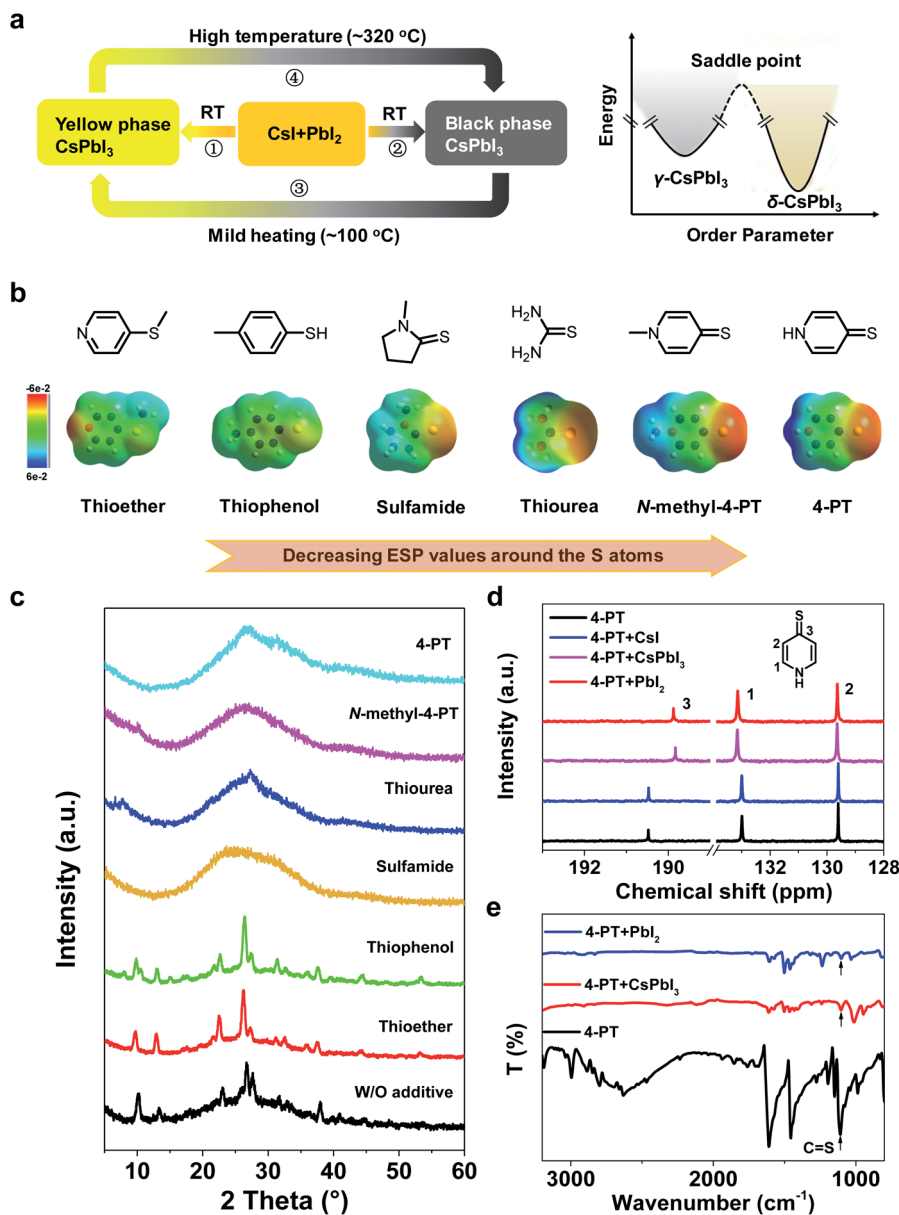 a
High temperature (~320 °C)
④
Yellow phase
CsPbI₃
RT
①
CsI+PbI₂
RT
②
Black phase
CsPbI₃
③
Mild heating (~100 °C)
Energy
Saddle point
γ-CsPbI₃
δ-CsPbI₃
Order Parameter
b
N
S
SH
N
S
H₂N
S
H₂N
N
S
HN
S
-6e-2
6e-2
Thioether
Thiophenol
Sulfamide
Thiourea
N-methyl-4-PT
4-PT
Decreasing ESP values around the S atoms
c
Intensity (a.u.)
4-PT
N-methyl-4-PT
Thiourea
Sulfamide
Thiophenol
Thioether
W/O additive
5 15 25 30 40 50 60
2 Theta (°)
d
Intensity (a.u.)
4-PT
4-PT+CsI
4-PT+CsPbI₃
4-PT+PbI₂
S
3
2
1
N
H
3
1
2
192 190 132 130 128
Chemical shift (ppm)
e
T (%)
4-PT+PbI₂
4-PT+CsPbI₃
4-PT
C=S
3000 2000 1000
Wavenumber (cm⁻¹)